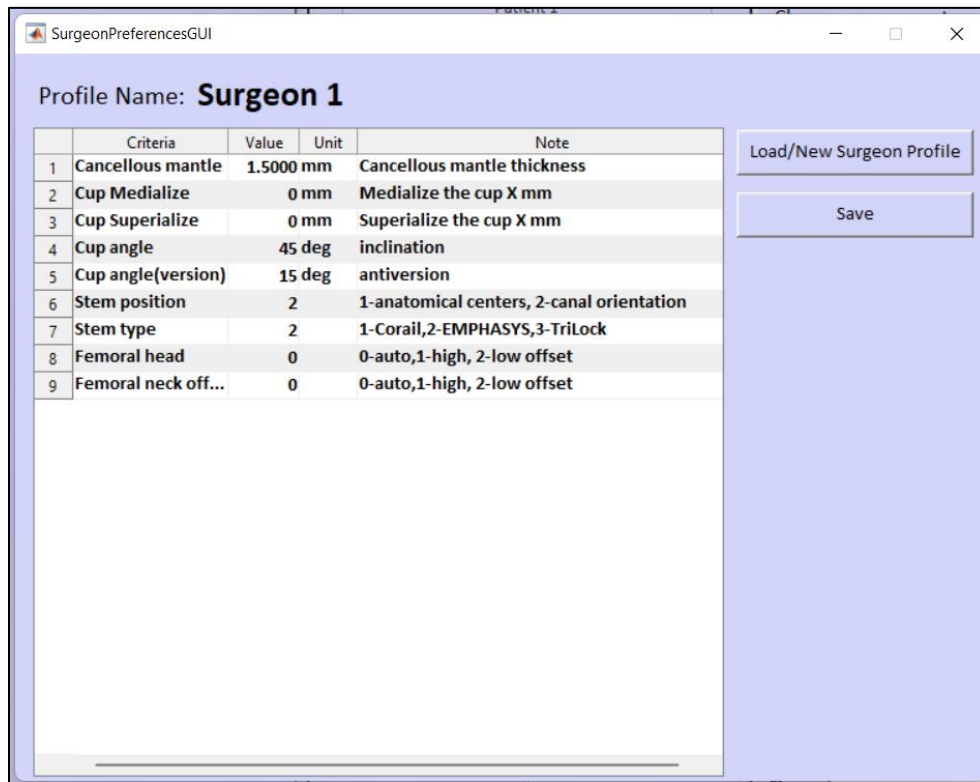 Patient 1
SurgeonPreferencesGUI
Profile Name: Surgeon 1
Criteria Value Unit Note
1 Cancellous mantle 1.5000 mm Cancellous mantle thickness
2 Cup Medialize 0 mm Medialize the cup X mm
3 Cup Superialize 0 mm Superialize the cup X mm
4 Cup angle 45 deg inclination
5 Cup angle(version) 15 deg antiversion
6 Stem position 2 1-anatomical centers, 2-canal orientation
7 Stem type 2 1-Corail,2-EMPHASYS,3-TriLock
8 Femoral head 0 0-auto,1-high, 2-low offset
9 Femoral neck off... 0 0-auto,1-high, 2-low offset
Load/New Surgeon Profile
Save